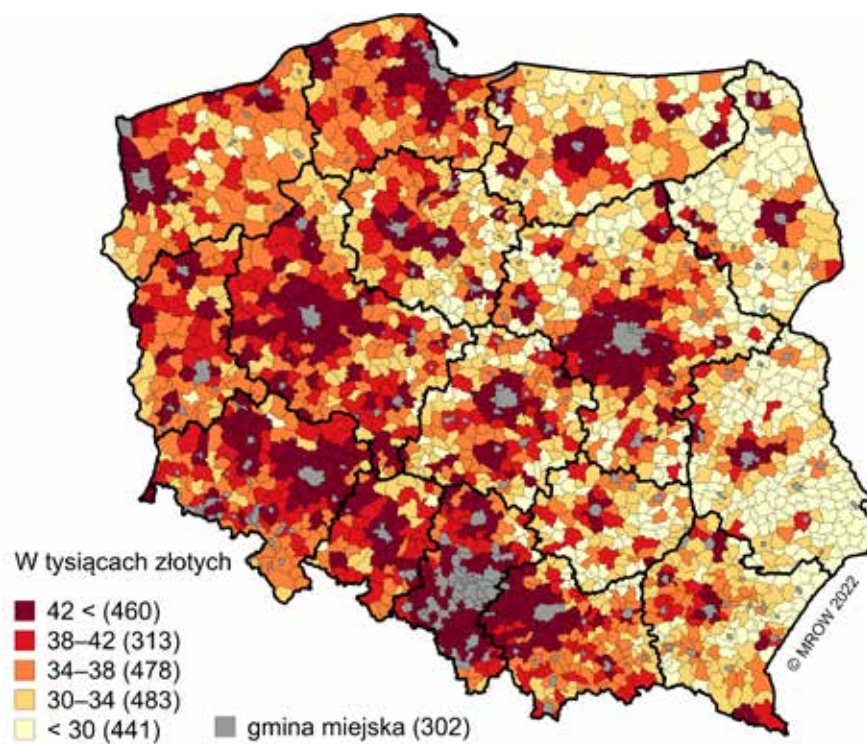 W tysiącach złotych
42 < (460)
38–42 (313)
34–38 (478)
30–34 (483)
< 30 (441)
gmina miejska (302)
© MROW 2022